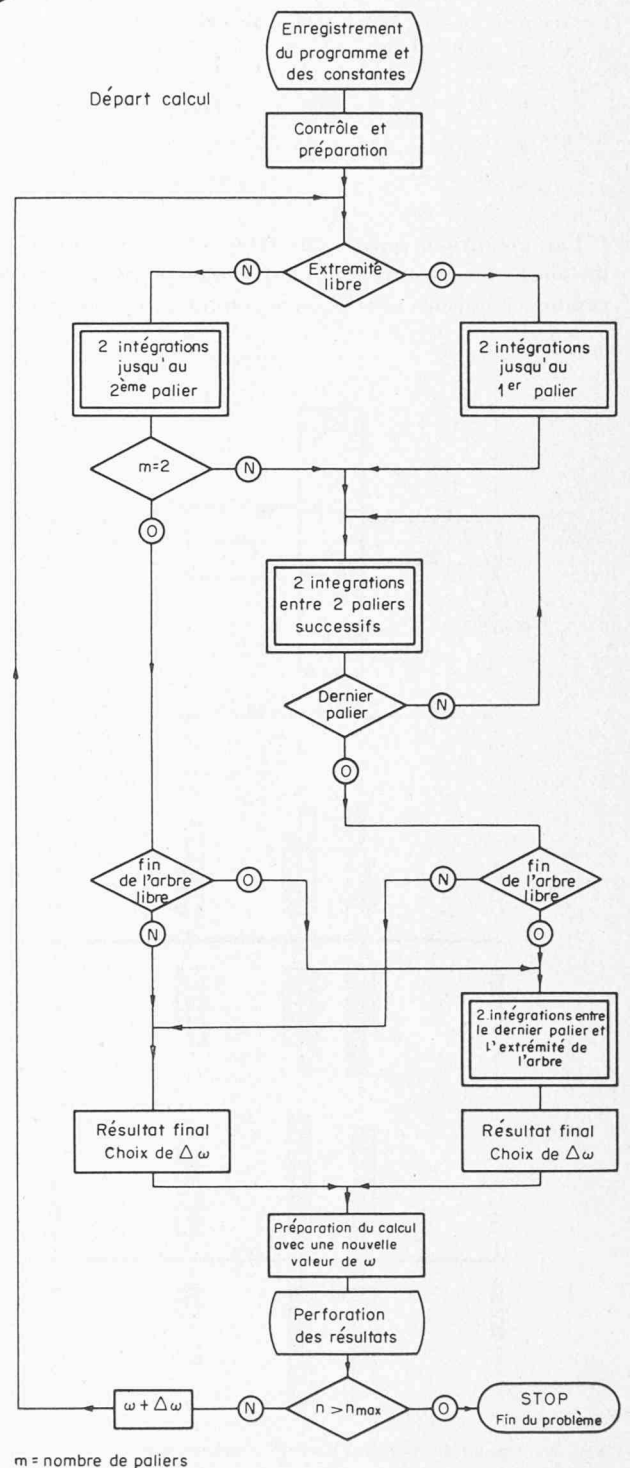 Enregistrement
du programme et
des constantes
Départ calcul
Contrôle et
préparation
N
Extremité
libre
O
2 intégrations
jusqu'au
2ème palier
2 intégrations
jusqu'au
1er palier
m=2
N
O
2 integrations
entre 2 paliers
successifs
Dernier
palier
N
O
fin
de l'arbre
libre
O
N
N
fin
de l'arbre
libre
O
2 intégrations entre
le dernier palier et
l'extrémité de
l'arbre
Résultat final
Choix de Δω
Résultat final
Choix de Δω
Préparation du calcul
avec une nouvelle
valeur de ω
Perforation
des résultats
ω + Δω
N
n > nmax
O
STOP
Fin du problème
m = nombre de paliers